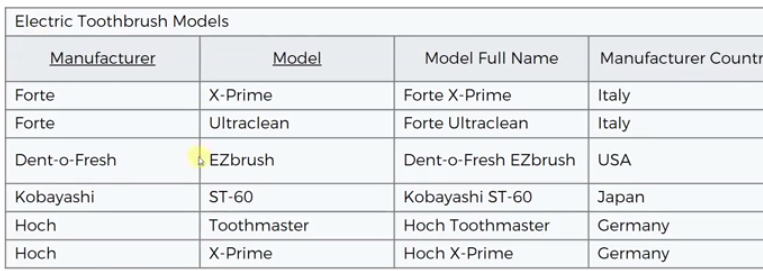 Electric Toothbrush Models
Manufacturer Model Model Full Name Manufacturer Countr
Forte X-Prime Forte X-Prime Italy
Forte Ultraclean Forte Ultraclean Italy
Dent-o-Fresh EZbrush Dent-o-Fresh EZbrush USA
Kobayashi ST-60 Kobayashi ST-60 Japan
Hoch Toothmaster Hoch Toothmaster Germany
Hoch X-Prime Hoch X-Prime Germany